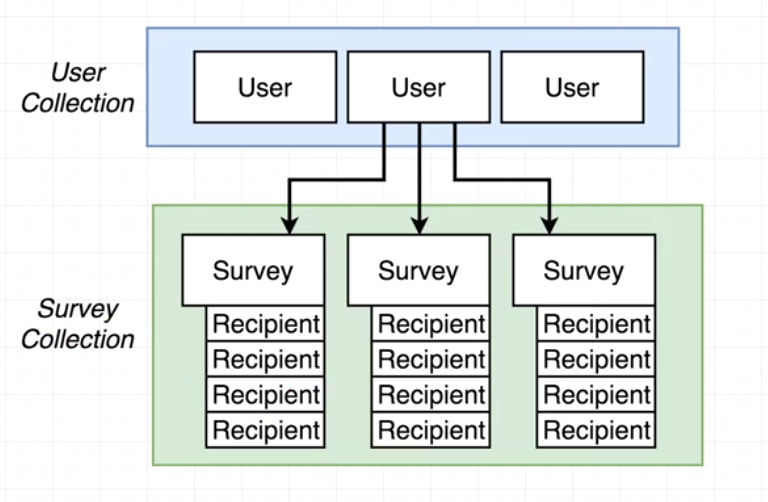 User
Collection
User User User
Survey
Collection
Survey Survey Survey
Recipient Recipient Recipient
Recipient Recipient Recipient
Recipient Recipient Recipient
Recipient Recipient Recipient